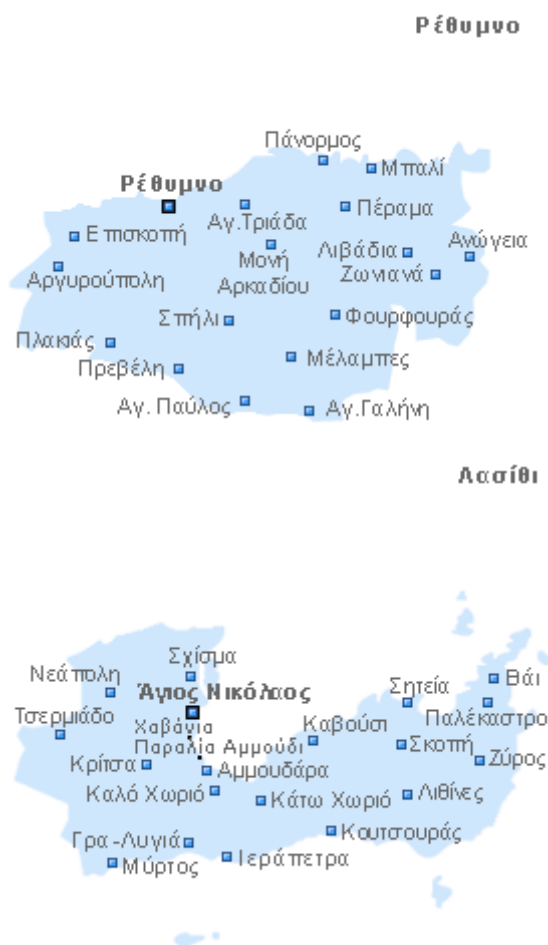 Ρέθυμνο
Πάνορμος
Μπαλί
Ρέθυμνο
Αγ.Τριάδα
Πέραμα
Επισκοπή
Μονή
Αρκαδίου
Λιβάδια
Ανώγεια
Αργυρούπολη
Ζωνιανά
Σπήλι
Φουρφουράς
Πλακιάς
Πρεβέλη
Μέλαμπες
Αγ. Παύλος
Αγ.Γαλήνη
Λασίθι
Σχίσμα
Νεάπολη
Άγιος Νικόλαος
Σητεία
Βάι
Τσερμιάδο
Χαβάνια
Καβούσι
Παλέκαστρο
Παραλία Αμμούδι
Σκοπή
Ζύρος
Κρίτσα
Αμμουδάρα
Καλό Χωριό
Κάτω Χωριό
Λιθίνες
Γρα-Λυγιά
Κουτσουράς
Μύρτος
Ιεράπετρα